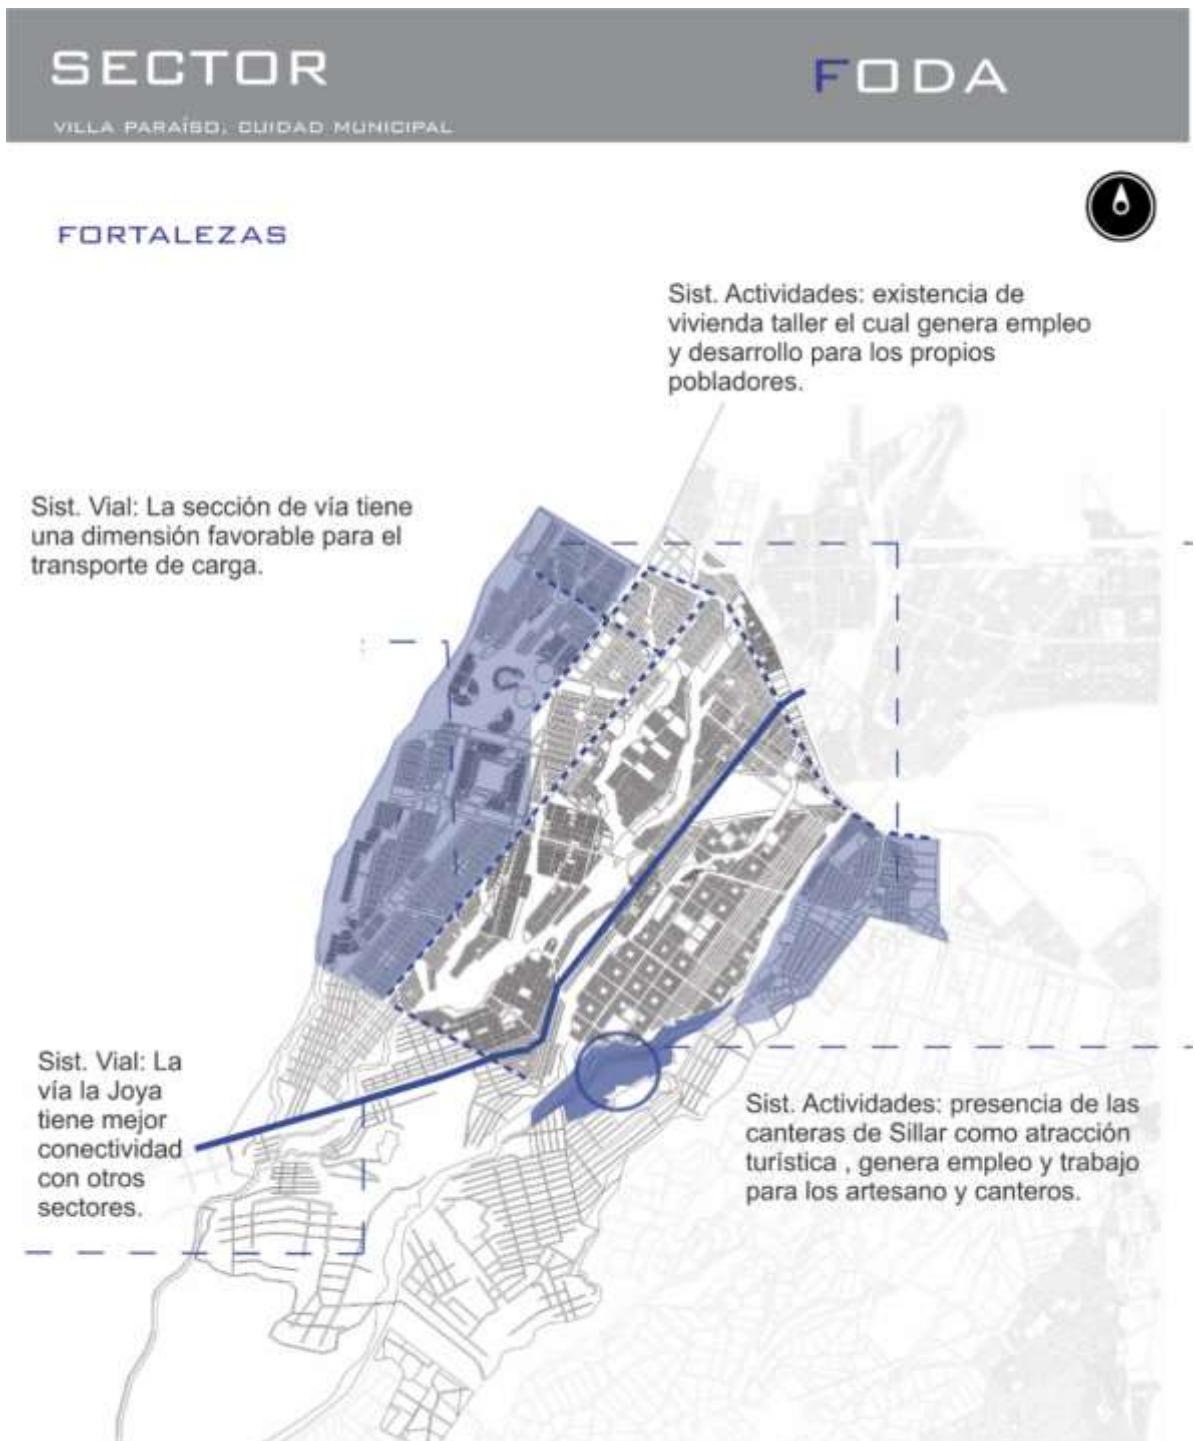 SECTOR
FODA
VILLA PARAÍSO, CUIDAD MUNICIPAL
FORTALEZAS
Sist. Actividades: existencia de
vivienda taller el cual genera empleo
y desarrollo para los propios
pobladores.
Sist. Vial: La sección de vía tiene
una dimensión favorable para el
transporte de carga.
Sist. Vial: La
vía la Joya
tiene mejor
conectividad
con otros
sectores.
Sist. Actividades: presencia de las
canteras de Sillar como atracción
turística , genera empleo y trabajo
para los artesano y canteros.